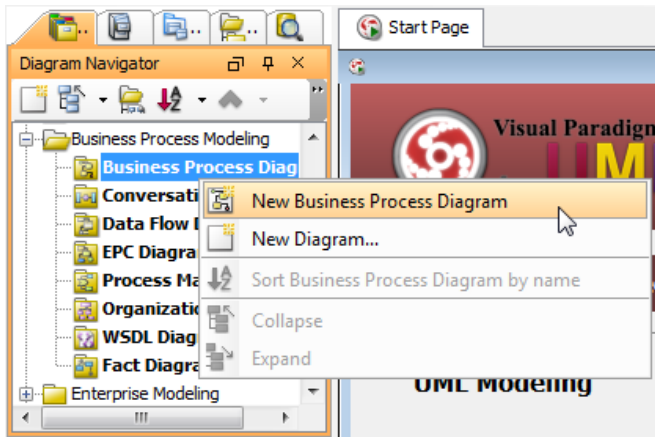 Start Page
Diagram Navigator
Business Process Modeling
Visual Paradigm
UM
Business Process Diag
Conversati
New Business Process Diagram
Data Flow
New Diagram...
EPC Diagra
Process Ma
Sort Business Process Diagram by name
Organizatio
Collapse
WSDL Diag
Expand
Fact Diagra
Enterprise Modeling
UML Modeling